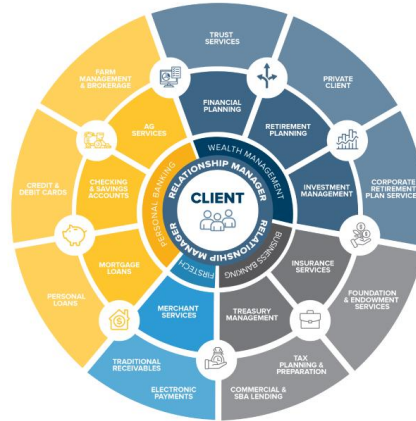 TRUST
SERVICES
PRIVATE
CLIENT
CORPORATE
RETIREMENT
PLAN SERVICES
FOUNDATION
& ENDOWMENT
SERVICES
TAX
PLANNING &
PREPARATION
COMMERCIAL &
SBA LENDING
ELECTRONIC
PAYMENTS
TRADITIONAL
RECEIVABLES
PERSONAL
LOANS
CREDIT &
DEBIT CARDS
FARM
MANAGEMENT
& BROKERAGE
FINANCIAL
PLANNING
RETIREMENT
PLANNING
INVESTMENT
MANAGEMENT
INSURANCE
SERVICES
TREASURY
MANAGEMENT
MERCHANT
SERVICES
MORTGAGE
LOANS
CHECKING
& SAVINGS
ACCOUNTS
AG
SERVICES
WEALTH MANAGEMENT
BUSINESS BANKING
FIRTECH
PERSONAL BANKING
RELATIONSHIP MANAGER
RELATIONSHIP MANAGER
CLIENT